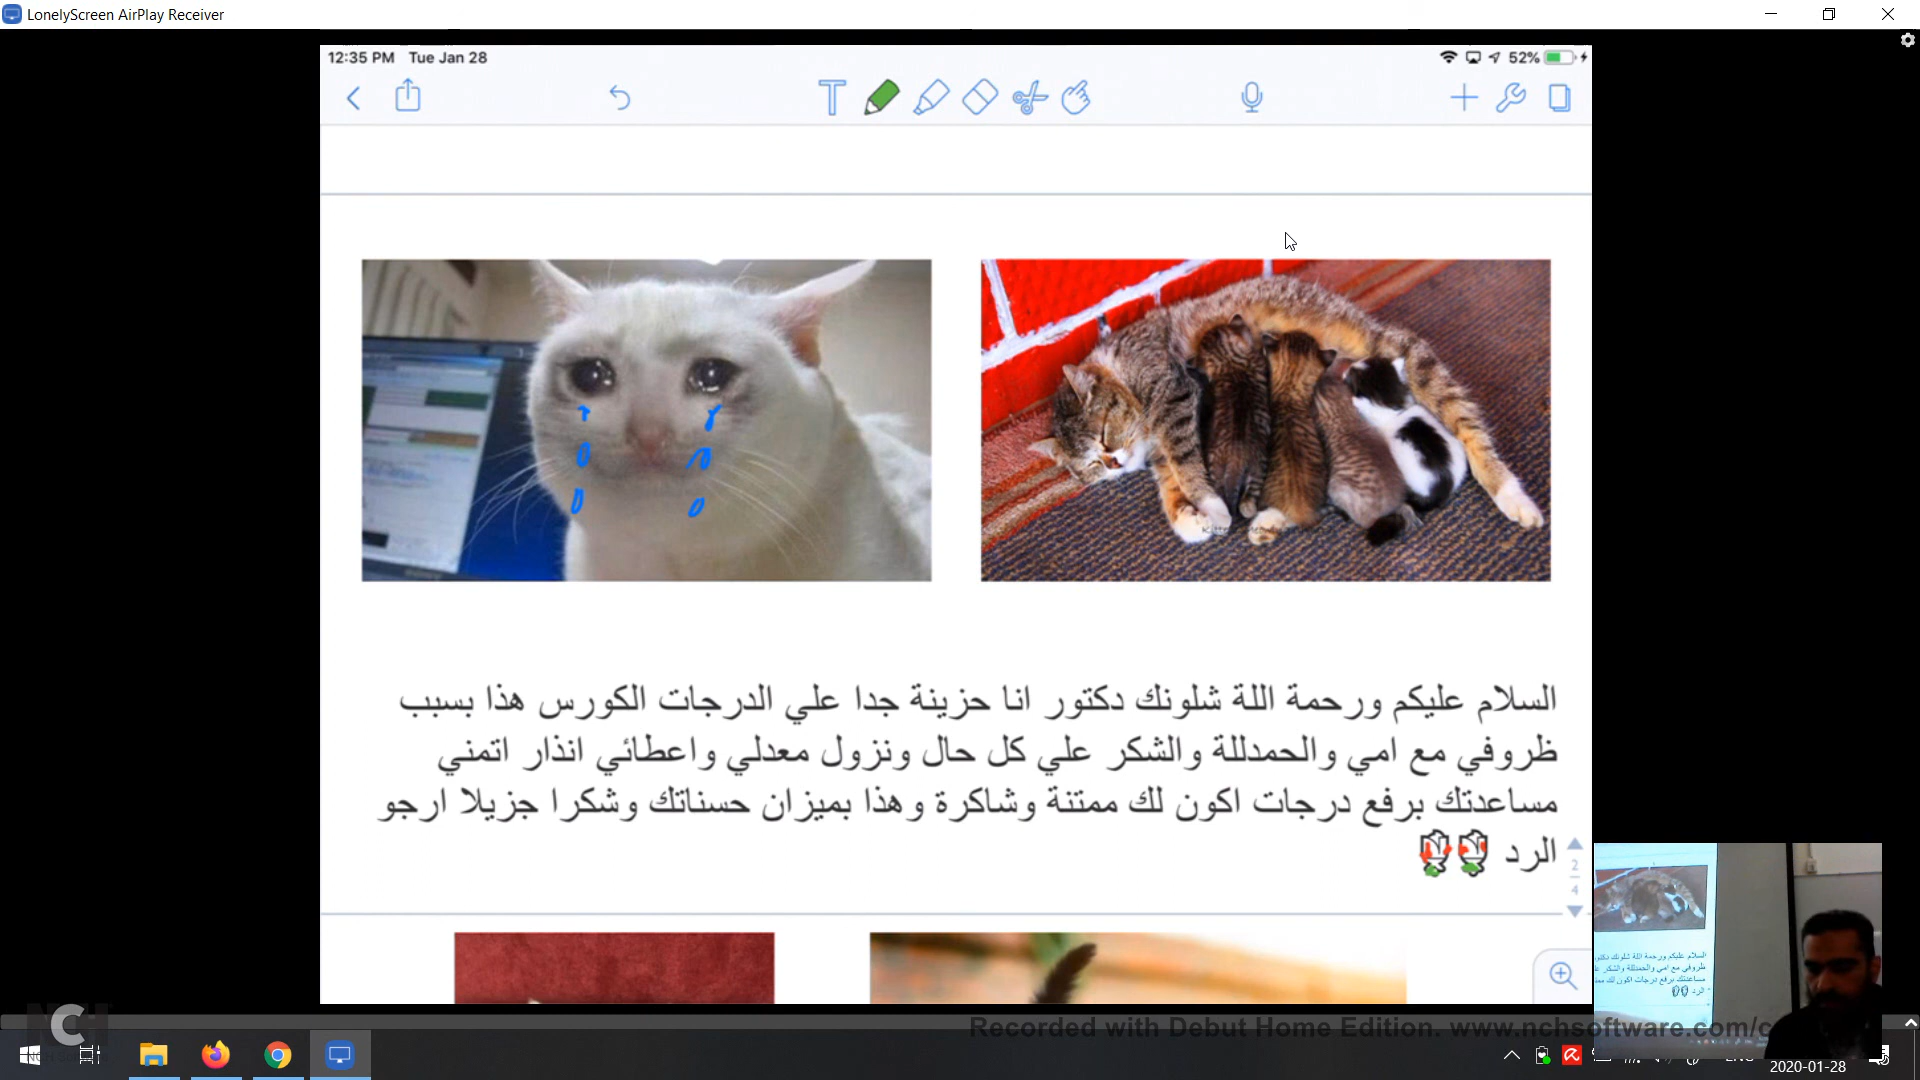 LonelyScreen AirPlay Receiver
12:35 PM Tue Jan 28
52%
T
السلام عليكم ورحمة اللة شلونك دكتور انا حزينة جدا علي الدرجات الكورس هذا بسبب
ظروفي مع امي والحمدللة والشكر علي كل حال ونزول معدلي واعطائي انذار اتمني
مساعدتك برفع درجات اكون لك ممتنة وشاكرة وهذا بميزان حسناتك وشكرا جزيلا ارجو
الرد
2
4
Recorded with Debut Home Edition. www.nchsoftware.com/c
2020-01-28